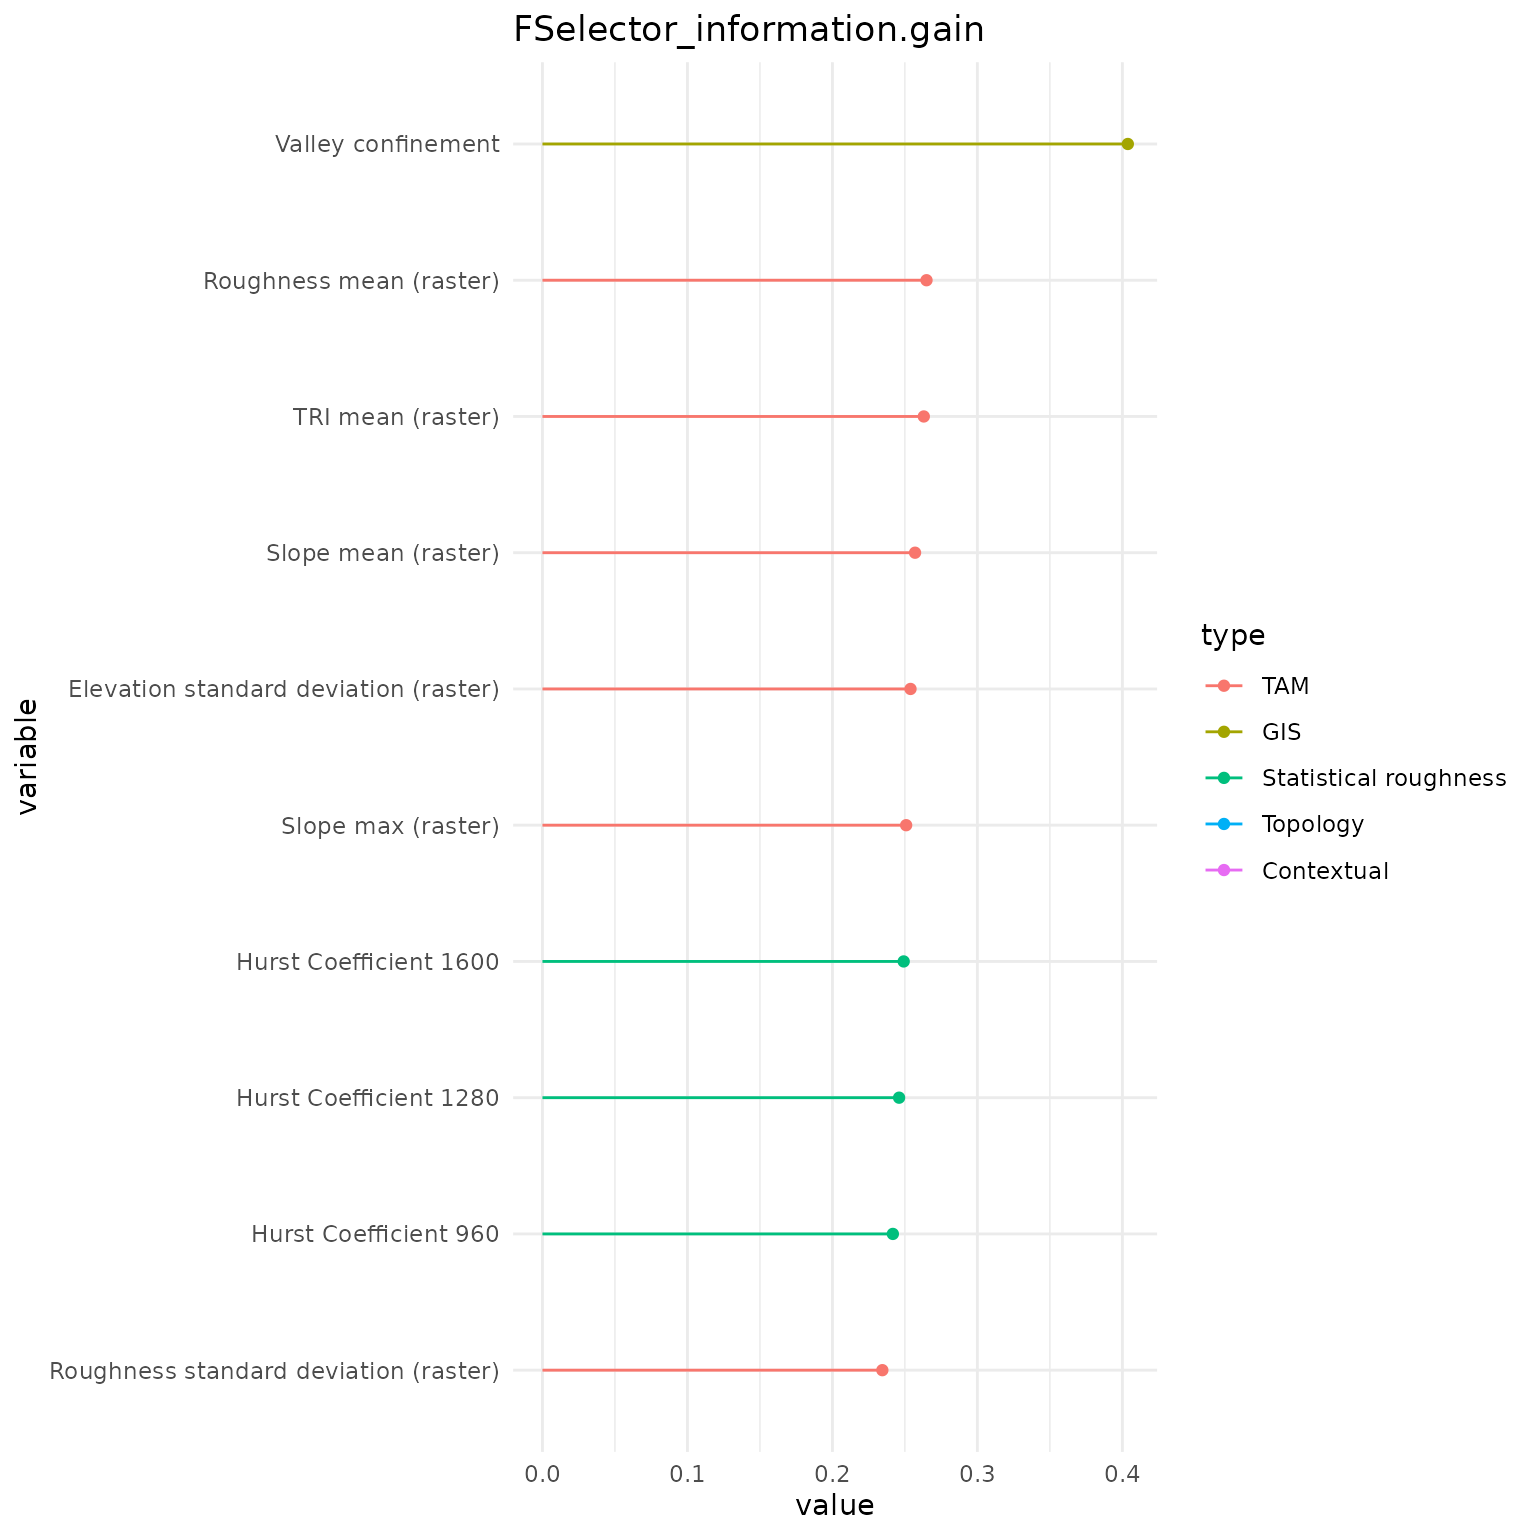 FSelector_information.gain
Valley confinement
Roughness mean (raster)
TRI mean (raster)
Slope mean (raster)
Elevation standard deviation (raster)
Slope max (raster)
Hurst Coefficient 1600
Hurst Coefficient 1280
Hurst Coefficient 960
Roughness standard deviation (raster)
variable
0.0 0.1 0.2 0.3 0.4
value
type
TAM
GIS
Statistical roughness
Topology
Contextual